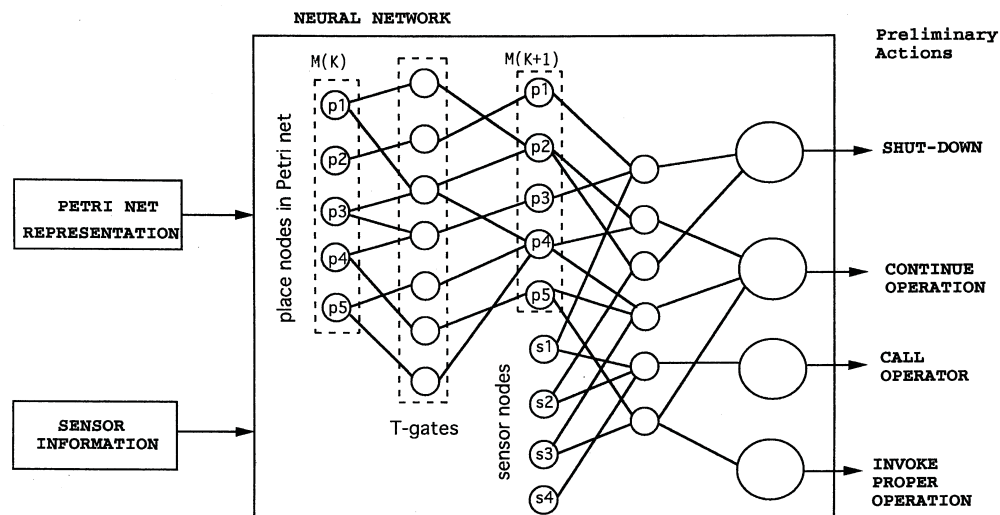 NEURAL NETWORK
Preliminary
Actions
M(K)
M(K+1)
p1
p2
p3
p4
p5
p1
p2
p3
p4
p5
s1
s2
s3
s4
place nodes in Petri net
T-gates
sensor nodes
PETRI NET
REPRESENTATION
SENSOR
INFORMATION
SHUT-DOWN
CONTINUE
OPERATION
CALL
OPERATOR
INVOKE
PROPER
OPERATION